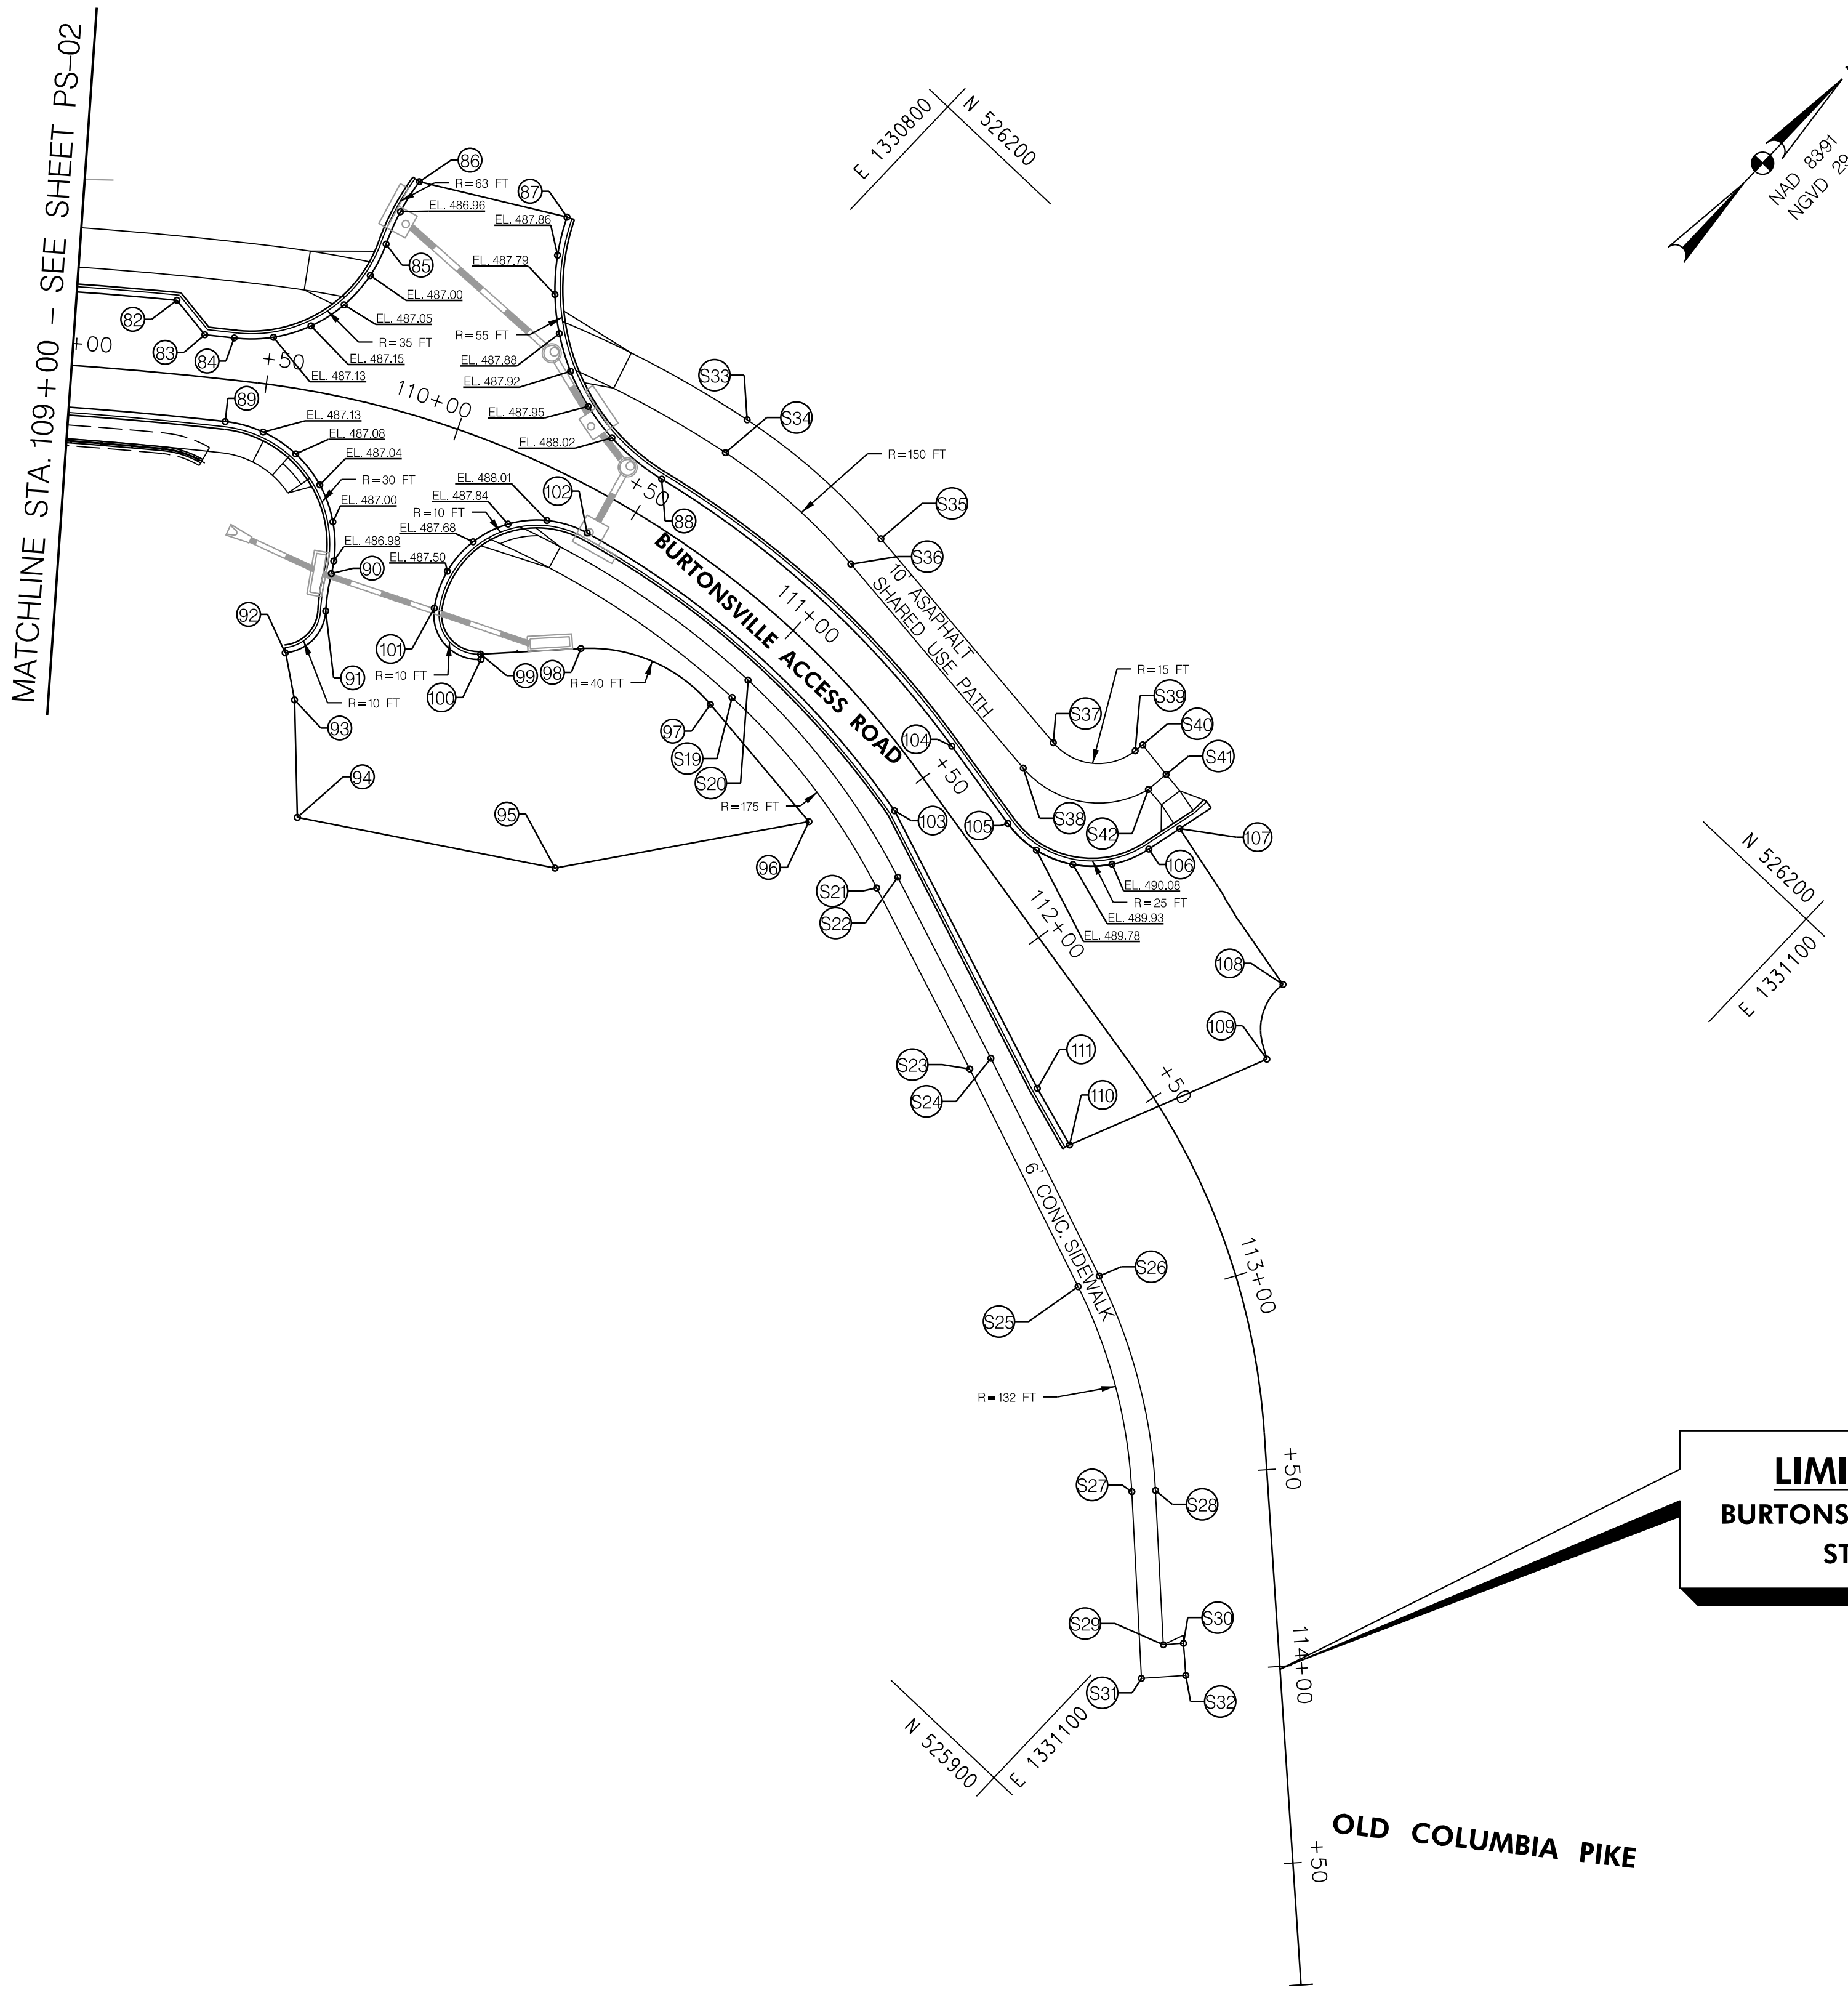 MATCHLINE STA. 109+00 - SEE SHEET PS-02
E 1330800
N 526200
NAD 83/91
NGVD 29
86
R=63 FT
EL. 486.96
87
EL. 487.86
85
EL. 487.79
EL. 487.00
82
EL. 487.05
R=55 FT
83
84
R=35 FT
+00
EL. 487.15
EL. 487.88
+50
EL. 487.13
EL. 487.92
S33
89
110+00
EL. 487.95
S34
EL. 487.13
EL. 487.08
EL. 488.02
EL. 487.04
R=150 FT
R=30 FT
EL. 488.01
102
+50
EL. 487.00
EL. 487.84
88
S35
R=10 FT
EL. 487.68
EL. 486.98
EL. 487.50
90
S36
BURTONSVILLE ACCESS ROAD
10' ASAPHALT
SHARED USE PATH
111+00
92
101
91
R=10 FT
100
99
98
R=40 FT
R=10 FT
93
97
S19
S20
104
+50
R=15 FT
S37
S39
S40
S41
94
95
R=175 FT
96
103
105
S38
S42
107
106
N 526200
E 1331100
S21
S22
EL. 490.08
R=25 FT
EL. 489.93
EL. 489.78
112+00
108
109
S23
S24
111
110
+50
6' CONC. SIDEWALK
S26
S25
113+00
R=132 FT
S27
S28
+50
LIMI
BURTONS
ST
S29
S30
114+00
S31
S32
N 525900
E 1331100
OLD COLUMBIA PIKE
+50